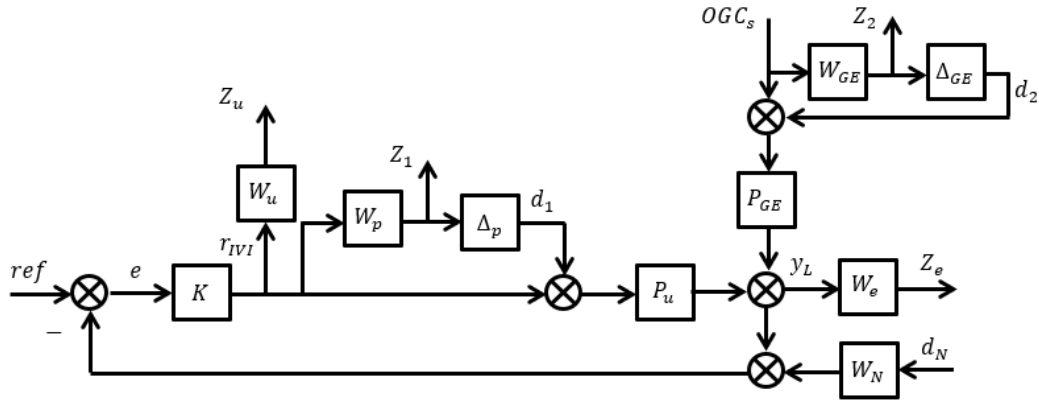 OGC_s
Z_2
W_GE
Δ_GE
d_2
Z_u
W_u
Z_1
W_p
Δ_p
d_1
P_GE
r_IVI
ref
e
K
P_u
y_L
W_e
Z_e
−
W_N
d_N